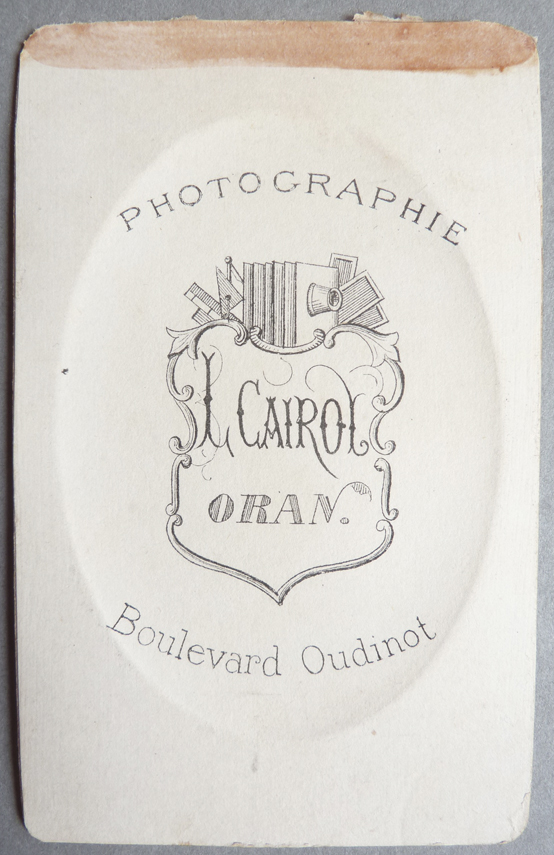 PHOTOGRAPHIE
L. CAIROL
ORAN.
Boulevard Oudinot